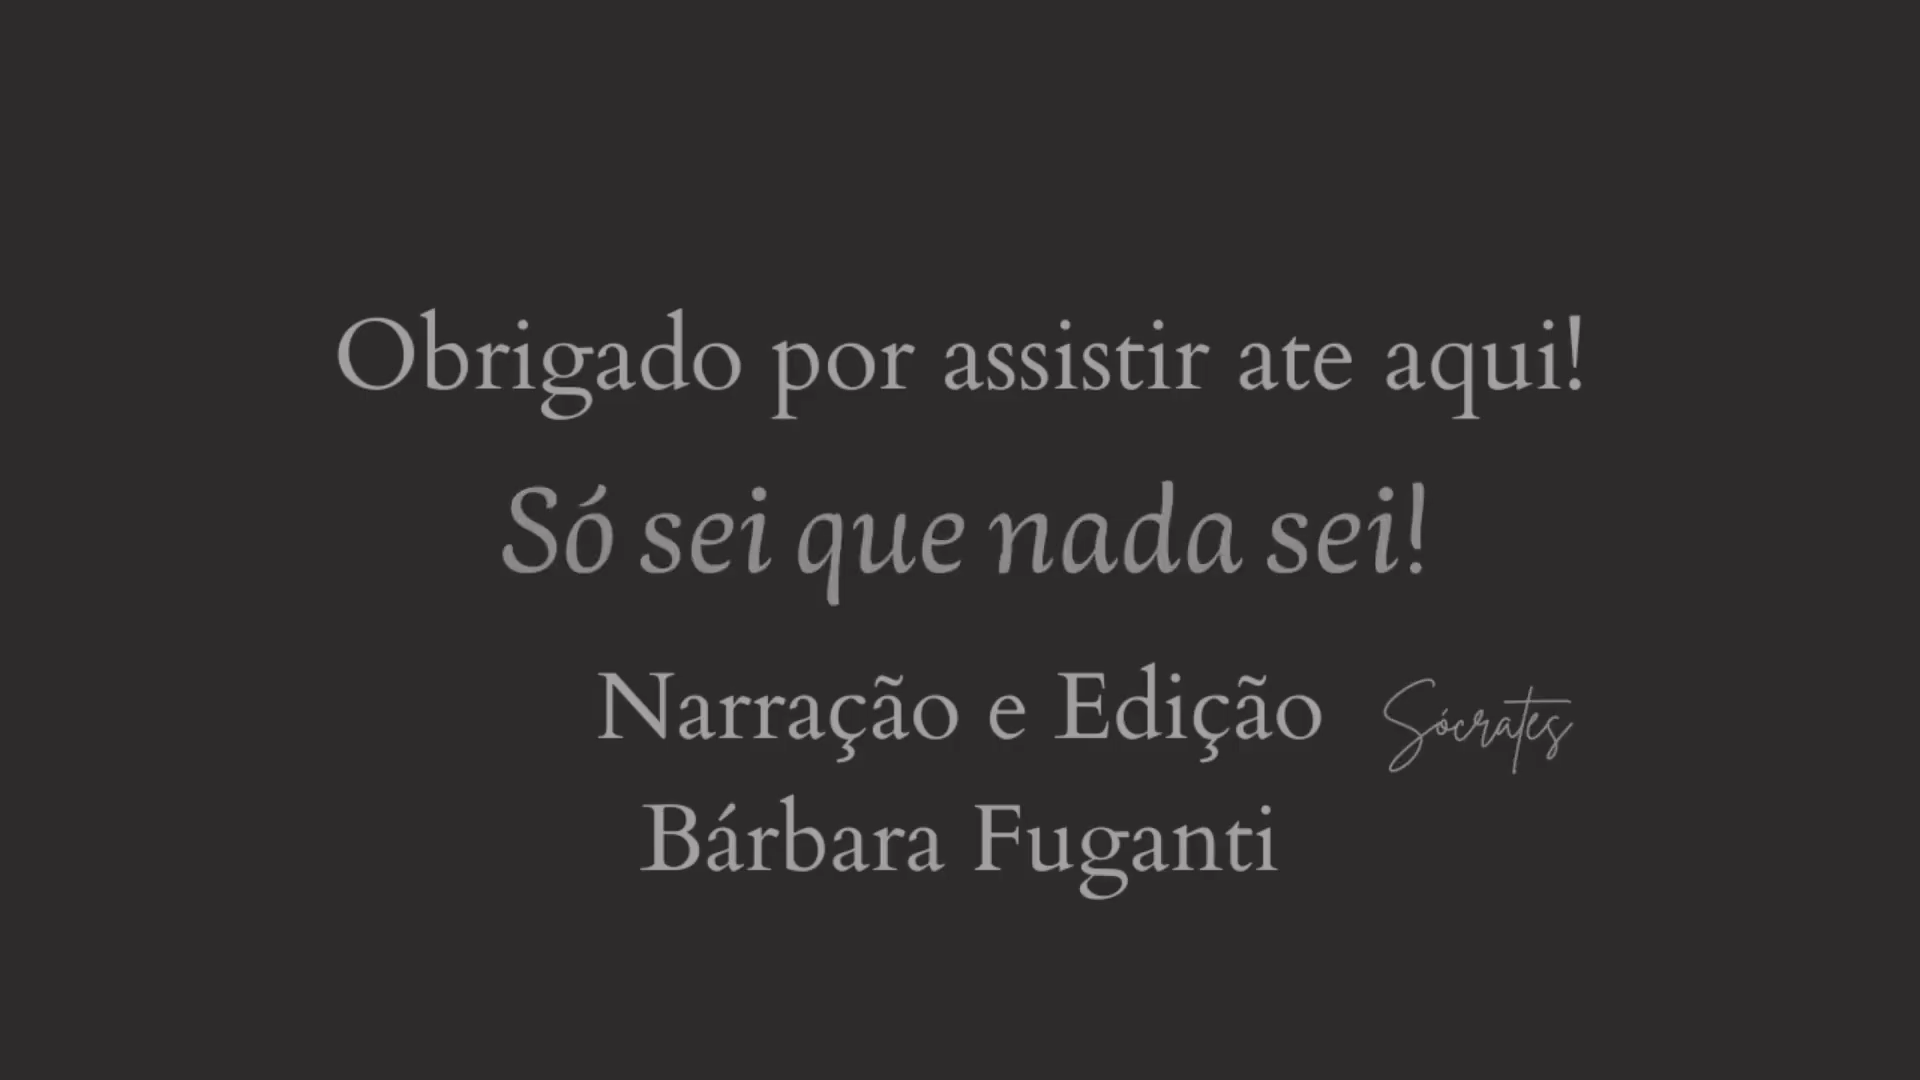 Obrigado por assistir ate aqui!
Só sei que nada sei!
Narração e Edição
Sócrates
Bárbara Fuganti